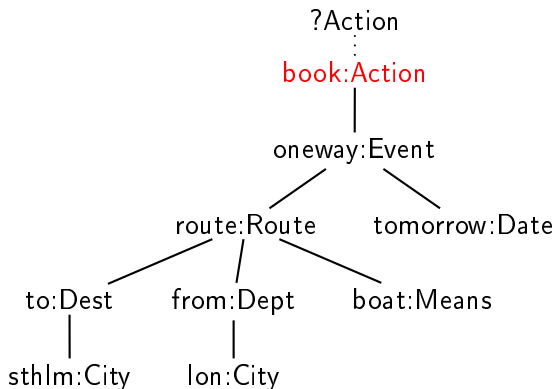 ?Action
book:Action
oneway:Event
route:Route tomorrow:Date
to:Dest from:Dept boat:Means
sthlm:City lon:City